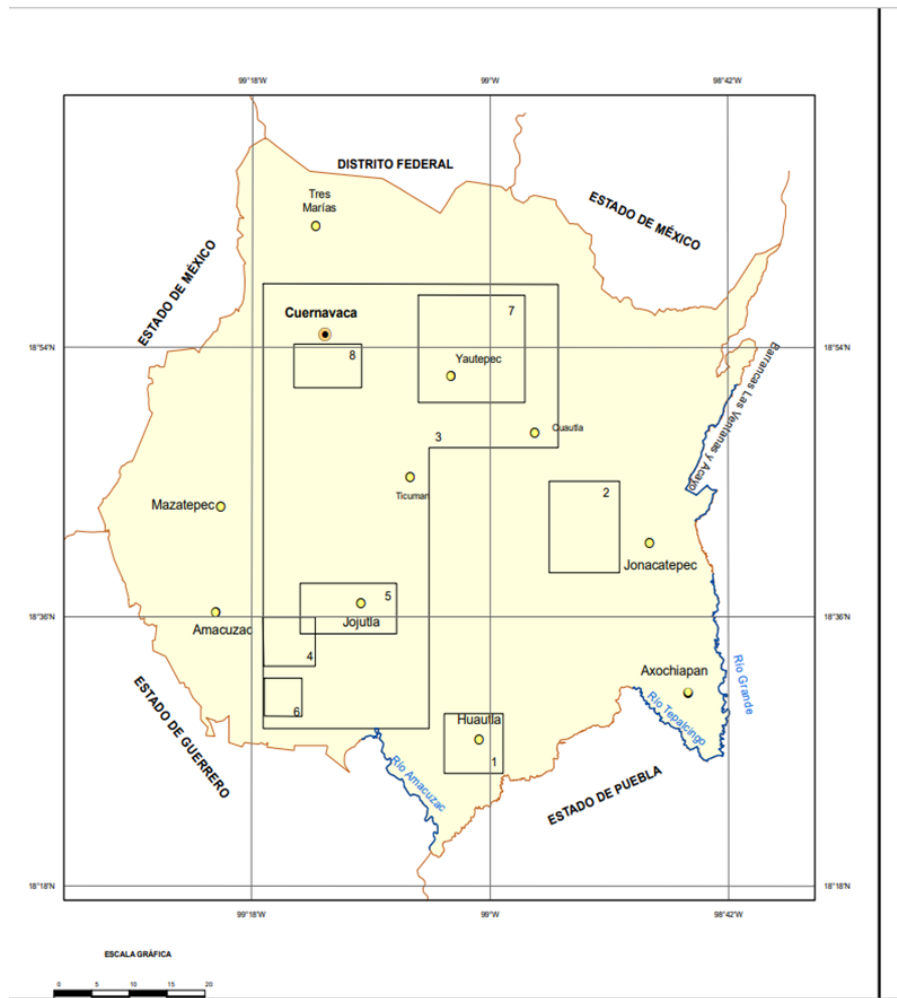 99°18'W
99°W
98°42'W
DISTRITO FEDERAL
Tres
Marías
ESTADO DE MÉXICO
ESTADO DE MÉXICO
Cuernavaca
7
18°54'N
18°54'N
8
Yautepec
Barrancas Las Ventanas y Acayo
Cuautla
3
Ticuman
2
Mazatepec
Jonacatepec
5
18°36'N
18°36'N
Amacuzac
Jojutla
4
Axochiapan
Río Grande
6
Río Tepalcingo
ESTADO DE GUERRERO
Huautla
1
Río Amacuzac
ESTADO DE PUEBLA
18°18'N
18°18'N
99°18'W
99°W
98°42'W
ESCALA GRÁFICA
0 5 10 15 20